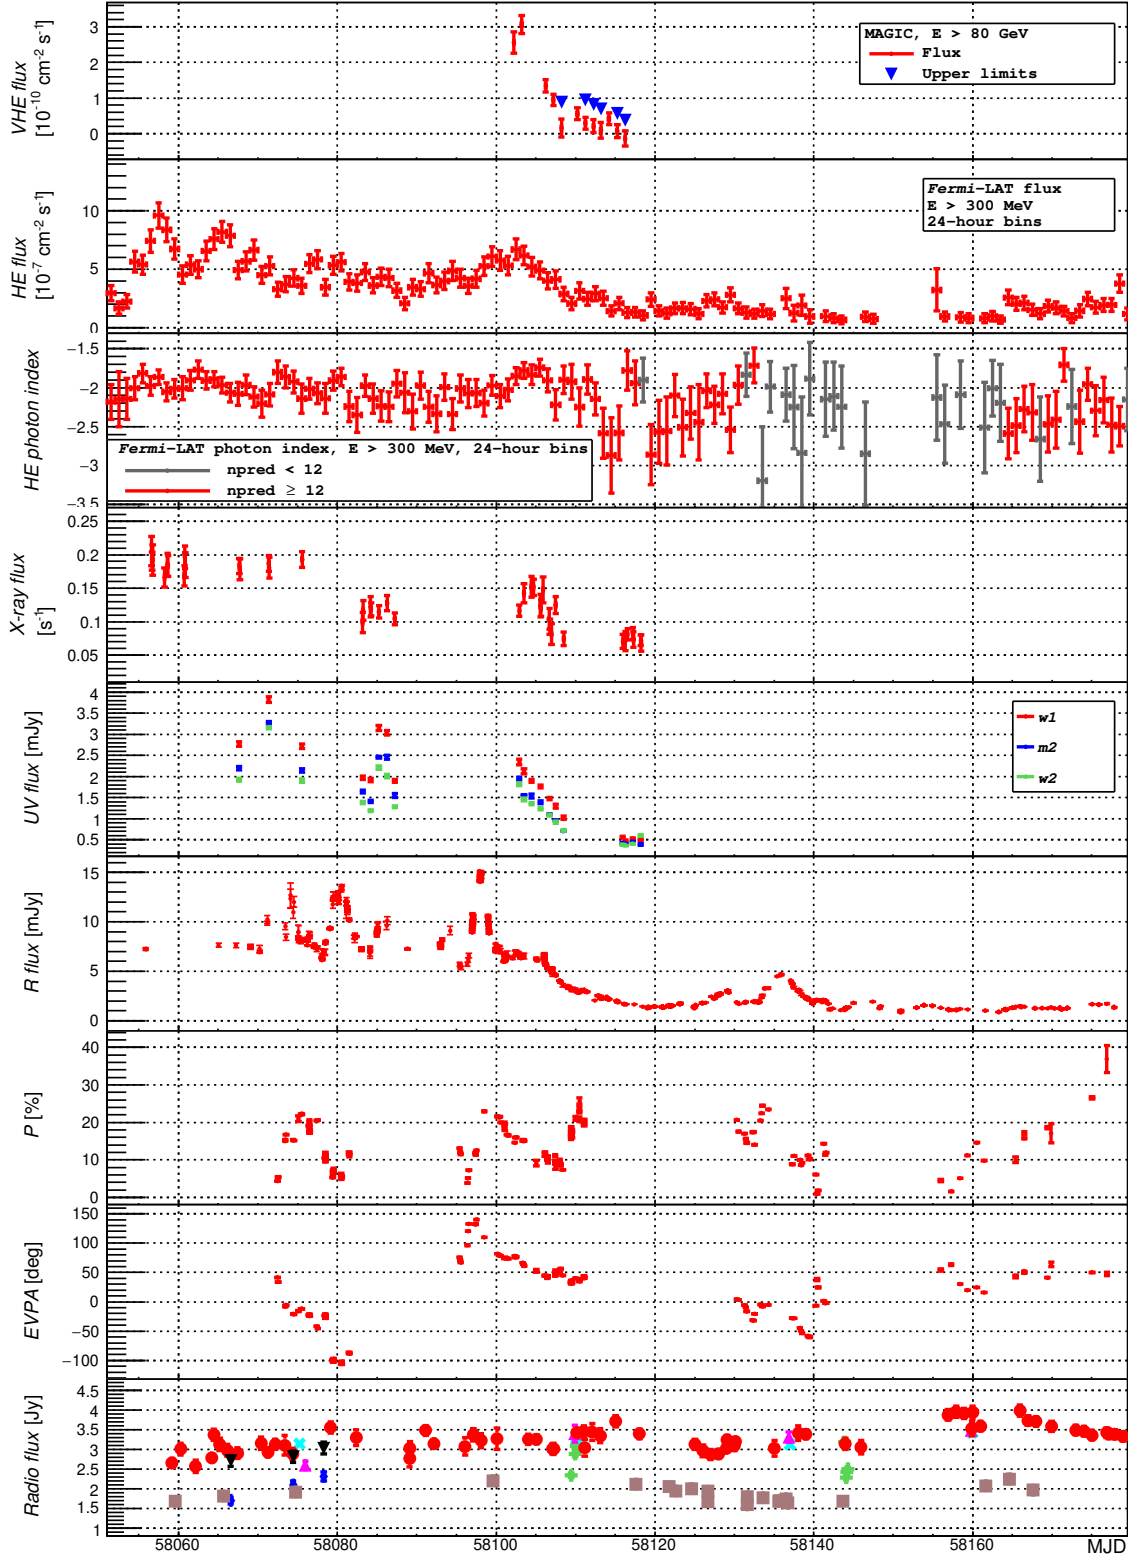 VHE flux
[10⁻¹⁰ cm⁻² s⁻¹]
3
2
1
0
MAGIC, E > 80 GeV
Flux
Upper limits
HE flux
[10⁻⁷ cm⁻² s⁻¹]
10
5
0
Fermi-LAT flux
E > 300 MeV
24-hour bins
HE photon index
−1.5
−2
−2.5
−3
−3.5
Fermi-LAT photon index, E > 300 MeV, 24-hour bins
npred < 12
npred ≥ 12
X-ray flux
[s⁻¹]
0.25
0.2
0.15
0.1
0.05
UV flux [mJy]
4
3.5
3
2.5
2
1.5
1
0.5
w1
m2
w2
R flux [mJy]
15
10
5
0
P [%]
40
30
20
10
0
EVPA [deg]
150
100
50
0
−50
−100
Radio flux [Jy]
4.5
4
3.5
3
2.5
2
1.5
1
58060
58080
58100
58120
58140
58160
MJD